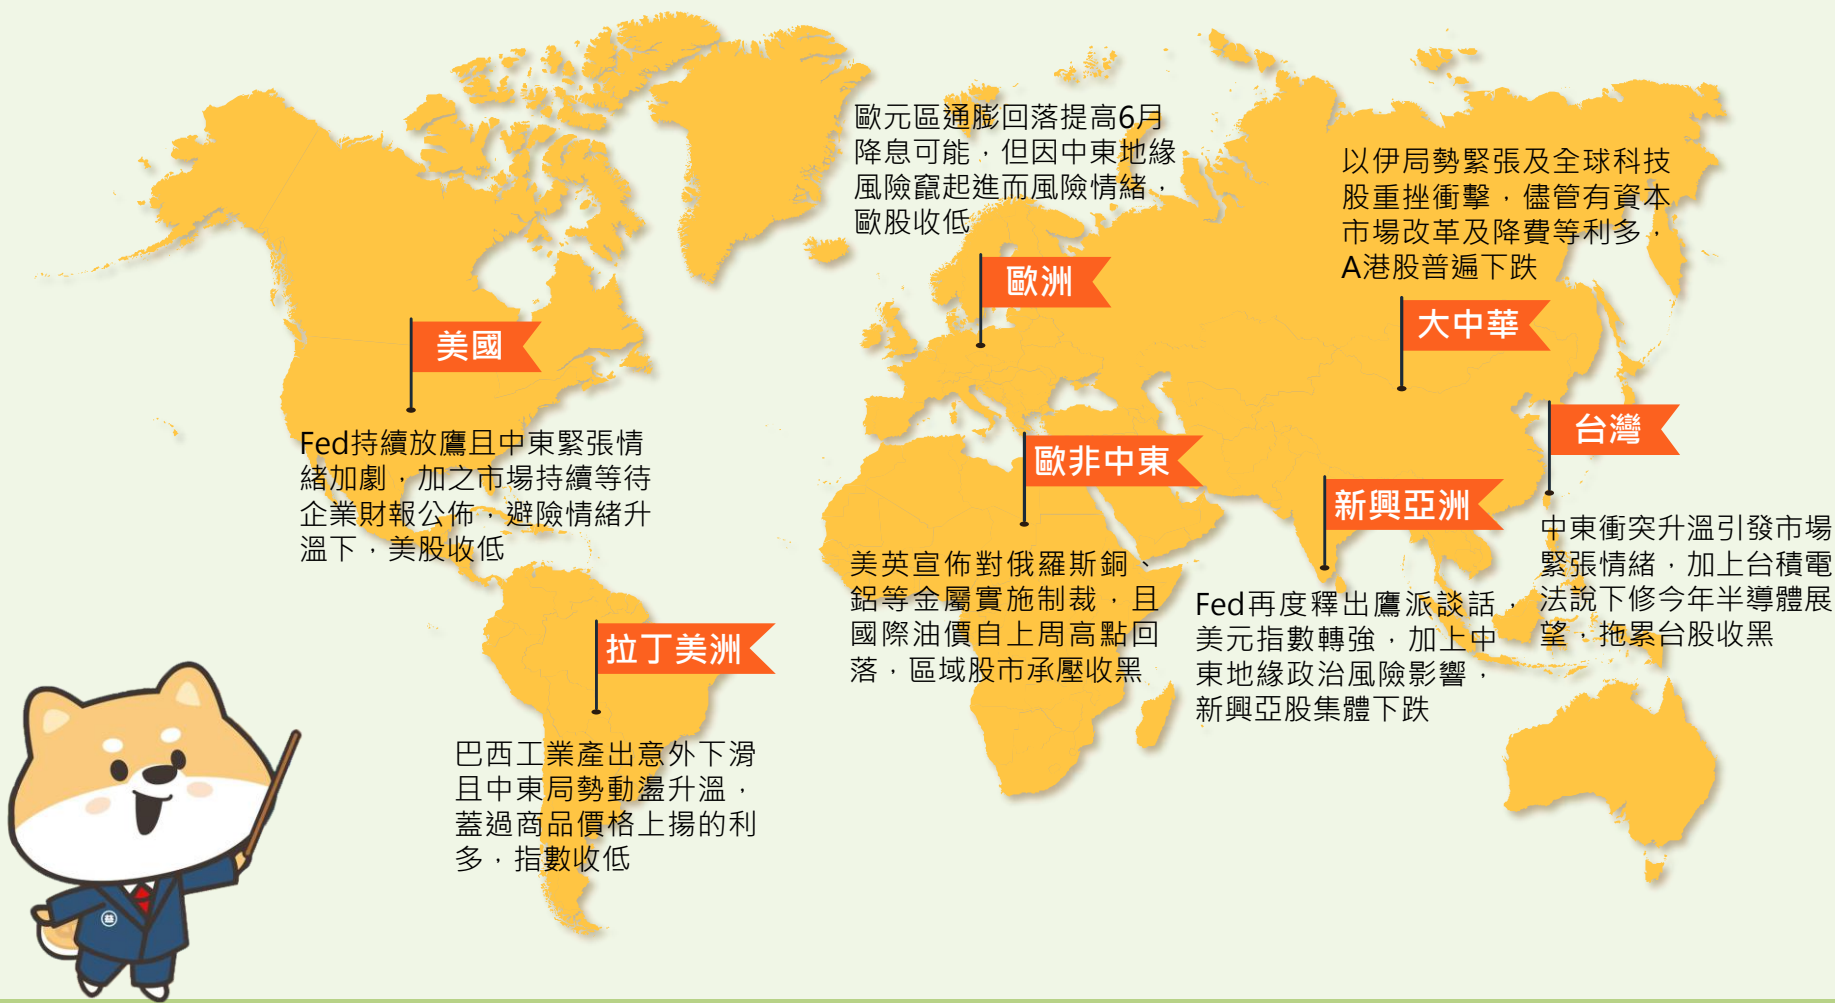 歐元區通膨回落提高6月
降息可能，但因中東地緣
風險竄起進而風險情緒，
歐股收低
歐洲
以伊局勢緊張及全球科技
股重挫衝擊，儘管有資本
市場改革及降費等利多，
A港股普遍下跌
大中華
美國
Fed持續放鷹且中東緊張情
緒加劇，加之市場持續等待
企業財報公佈，避險情緒升
溫下，美股收低
歐非中東
美英宣佈對俄羅斯銅、
鋁等金屬實施制裁，且
國際油價自上周高點回
落，區域股市承壓收黑
新興亞洲
Fed再度釋出鷹派談話，
美元指數轉強，加上中
東地緣政治風險影響，
新興亞股集體下跌
台灣
中東衝突升溫引發市場
緊張情緒，加上台積電
法說下修今年半導體展
望，拖累台股收黑
拉丁美洲
巴西工業產出意外下滑
且中東局勢動盪升溫，
蓋過商品價格上揚的利
多，指數收低